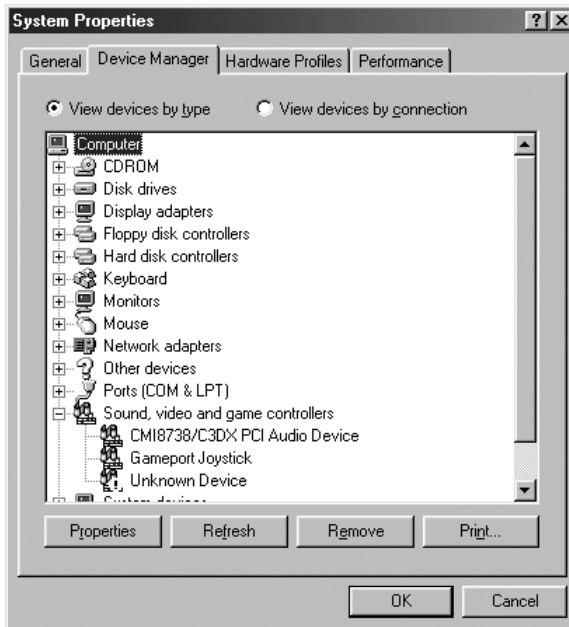 System Properties
General Device Manager Hardware Profiles Performance
View devices by type View devices by connection
Computer
CDROM
Disk drives
Display adapters
Floppy disk controllers
Hard disk controllers
Keyboard
Monitors
Mouse
Network adapters
Other devices
Ports (COM & LPT)
Sound, video and game controllers
CMI8738/C3DX PCI Audio Device
Gameport Joystick
Unknown Device
System devices
Properties Refresh Remove Print...
OK Cancel